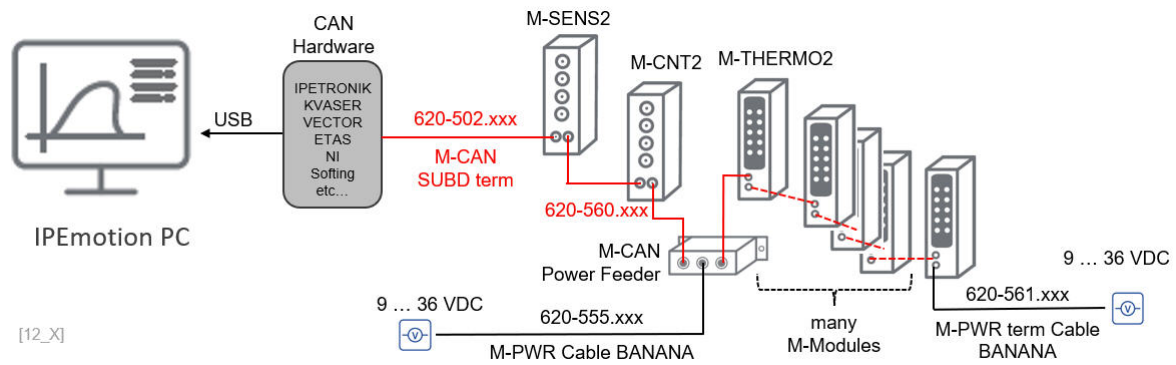 CAN
Hardware
IPETRONIK
KVASER
VECTOR
ETAS
NI
Softing
etc...
USB
IPEmotion PC
620-502.xxx
M-CAN
SUBD term
M-SENS2
M-CNT2
M-THERMO2
620-560.xxx
M-CAN
Power Feeder
9 ... 36 VDC
V
620-555.xxx
M-PWR Cable BANANA
many
M-Modules
9 ... 36 VDC
620-561.xxx
V
M-PWR term Cable
BANANA
[12_X]